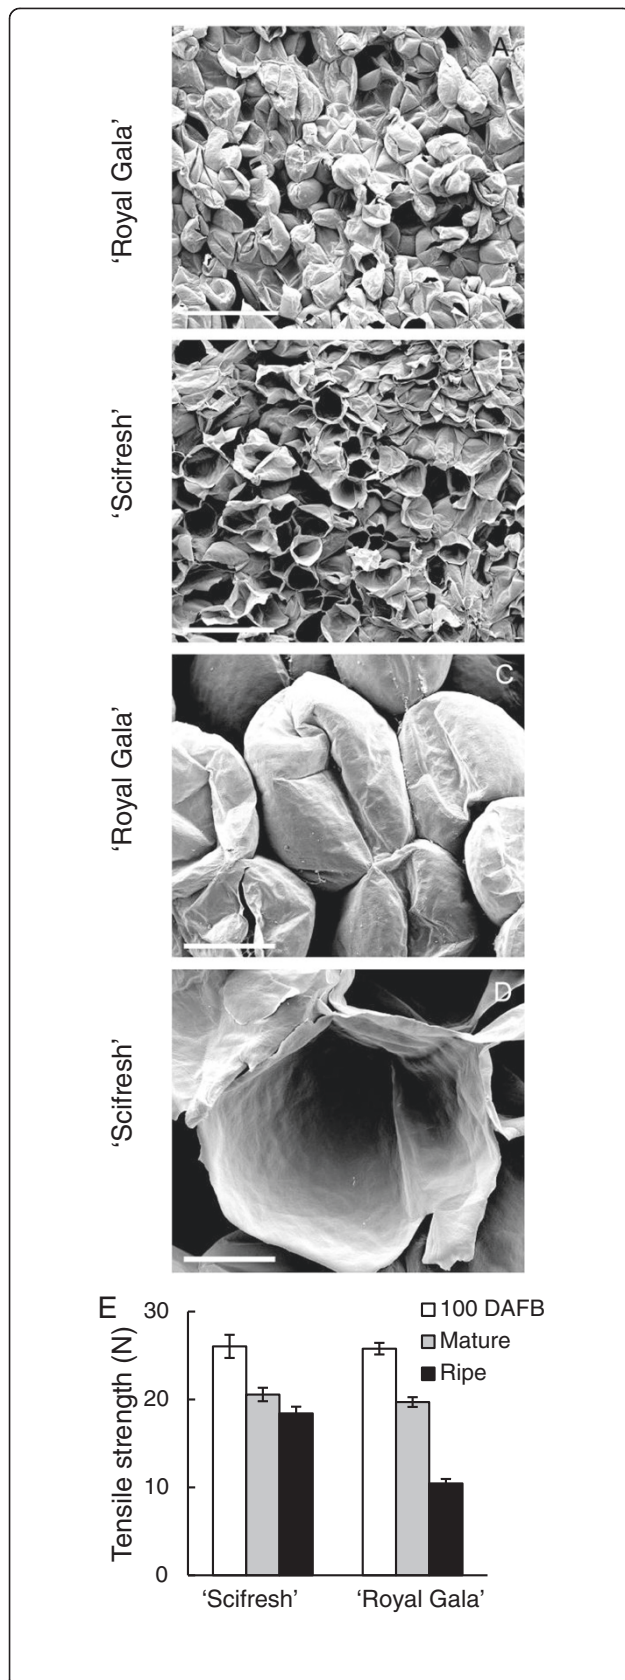 A
'Royal Gala'
B
'Scifresh'
C
'Royal Gala'
D
'Scifresh'
E
30
20
10
0
Tensile strength (N)
100 DAFB
Mature
Ripe
'Scifresh'
'Royal Gala'